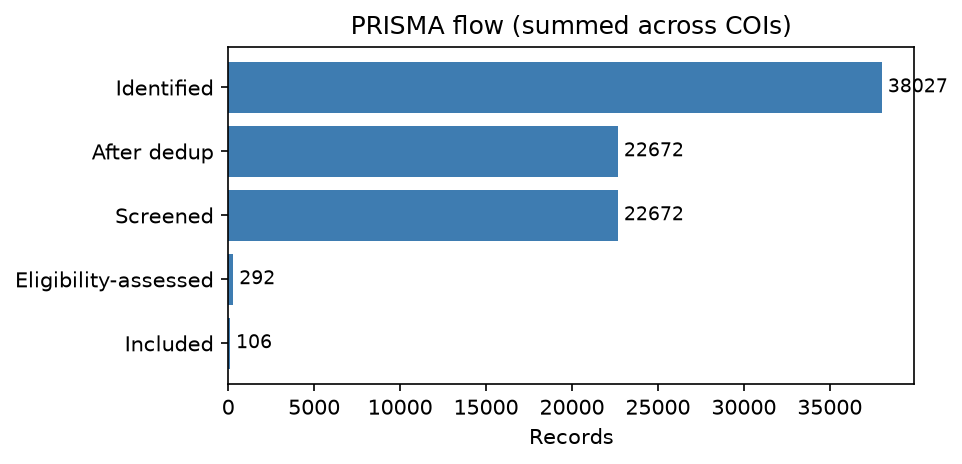 PRISMA flow (summed across COIs)
Identified 38027
After dedup 22672
Screened 22672
Eligibility-assessed 292
Included 106
0 5000 10000 15000 20000 25000 30000 35000
Records